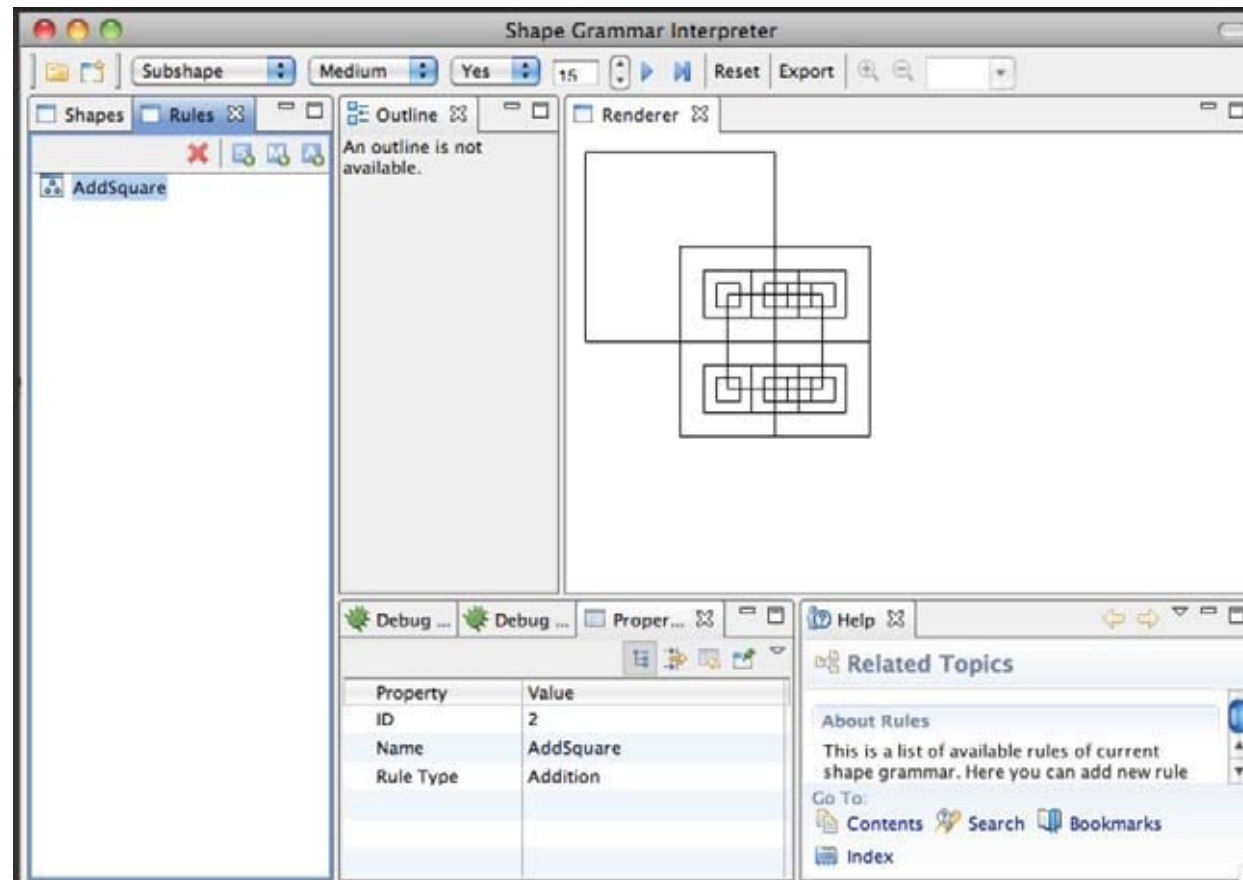 Shape Grammar Interpreter
Subshape Medium Yes 15 Reset Export
Shapes Rules
AddSquare
Outline
An outline is not
available.
Renderer
Debug ... Debug ... Proper...
Property Value
ID 2
Name AddSquare
Rule Type Addition
Help
Related Topics
About Rules
This is a list of available rules of current
shape grammar. Here you can add new rule
Go To:
Contents Search Bookmarks
Index